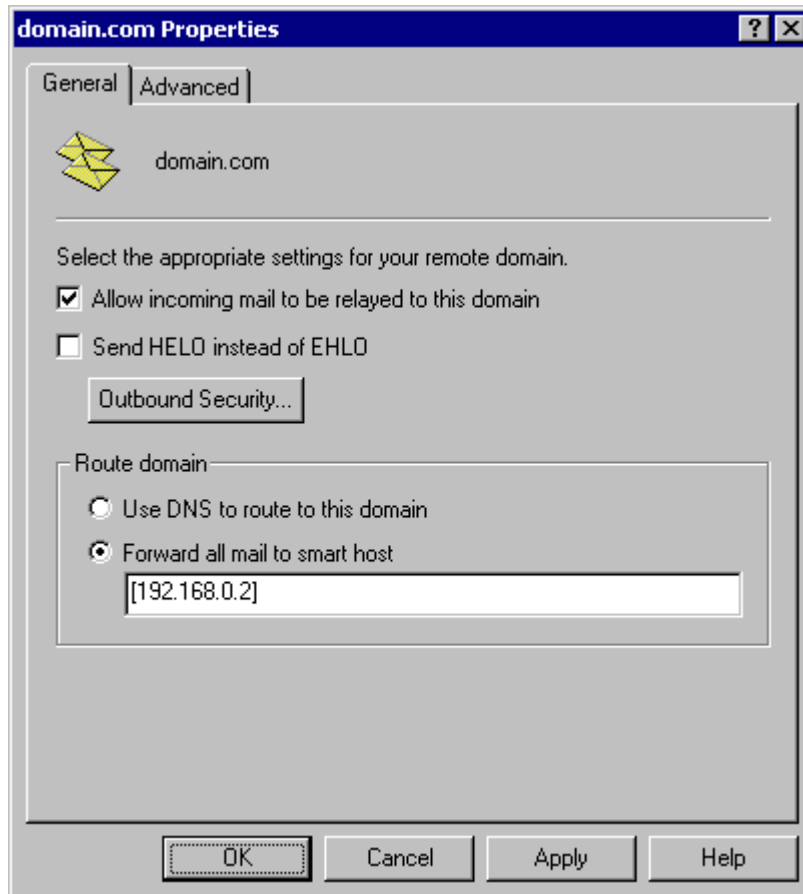 domain.com Properties
General
Advanced
domain.com
Select the appropriate settings for your remote domain.
Allow incoming mail to be relayed to this domain
Send HELO instead of EHLO
Outbound Security...
Route domain
Use DNS to route to this domain
Forward all mail to smart host
[192.168.0.2]
OK
Cancel
Apply
Help